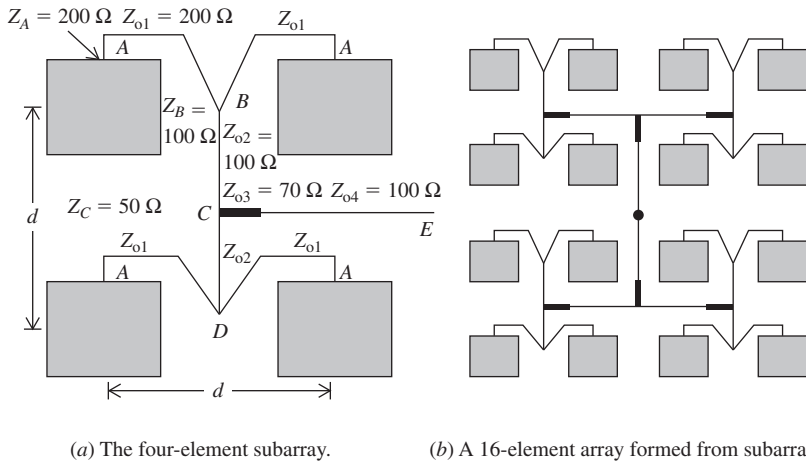 Z_A = 200 Ω Z_o1 = 200 Ω Z_o1
A A
Z_B =
100 Ω
B
Z_o2 =
100 Ω
d
Z_C = 50 Ω
Z_o3 = 70 Ω Z_o4 = 100 Ω
C
E
Z_o1 Z_o2 Z_o1
A A
D
d
(a) The four-element subarray.
(b) A 16-element array formed from